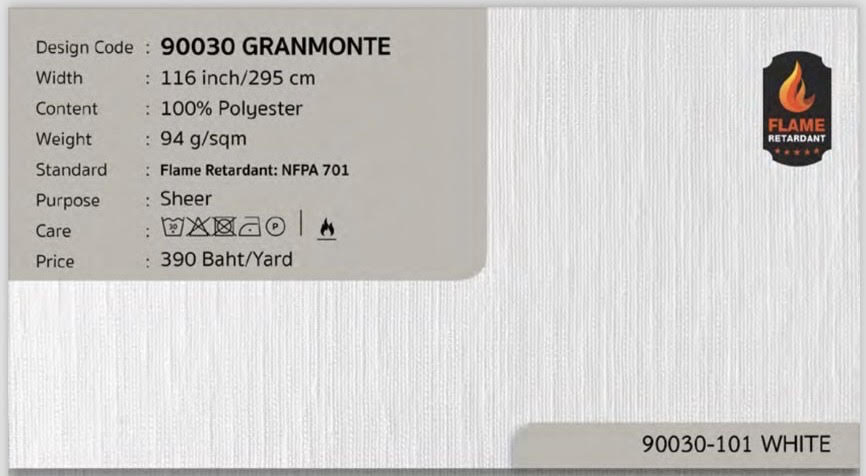 Design Code : 90030 GRANMONTE
Width : 116 inch/295 cm
Content : 100% Polyester
Weight : 94 g/sqm
Standard : Flame Retardant: NFPA 701
Purpose : Sheer
Care : 30 P
Price : 390 Baht/Yard
FLAME
RETARDANT
90030-101 WHITE